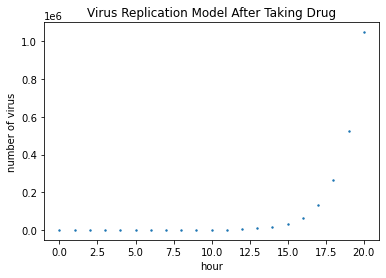 Virus Replication Model After Taking Drug
1e6
number of virus
1.0
0.8
0.6
0.4
0.2
0.0
0.0 2.5 5.0 7.5 10.0 12.5 15.0 17.5 20.0
hour